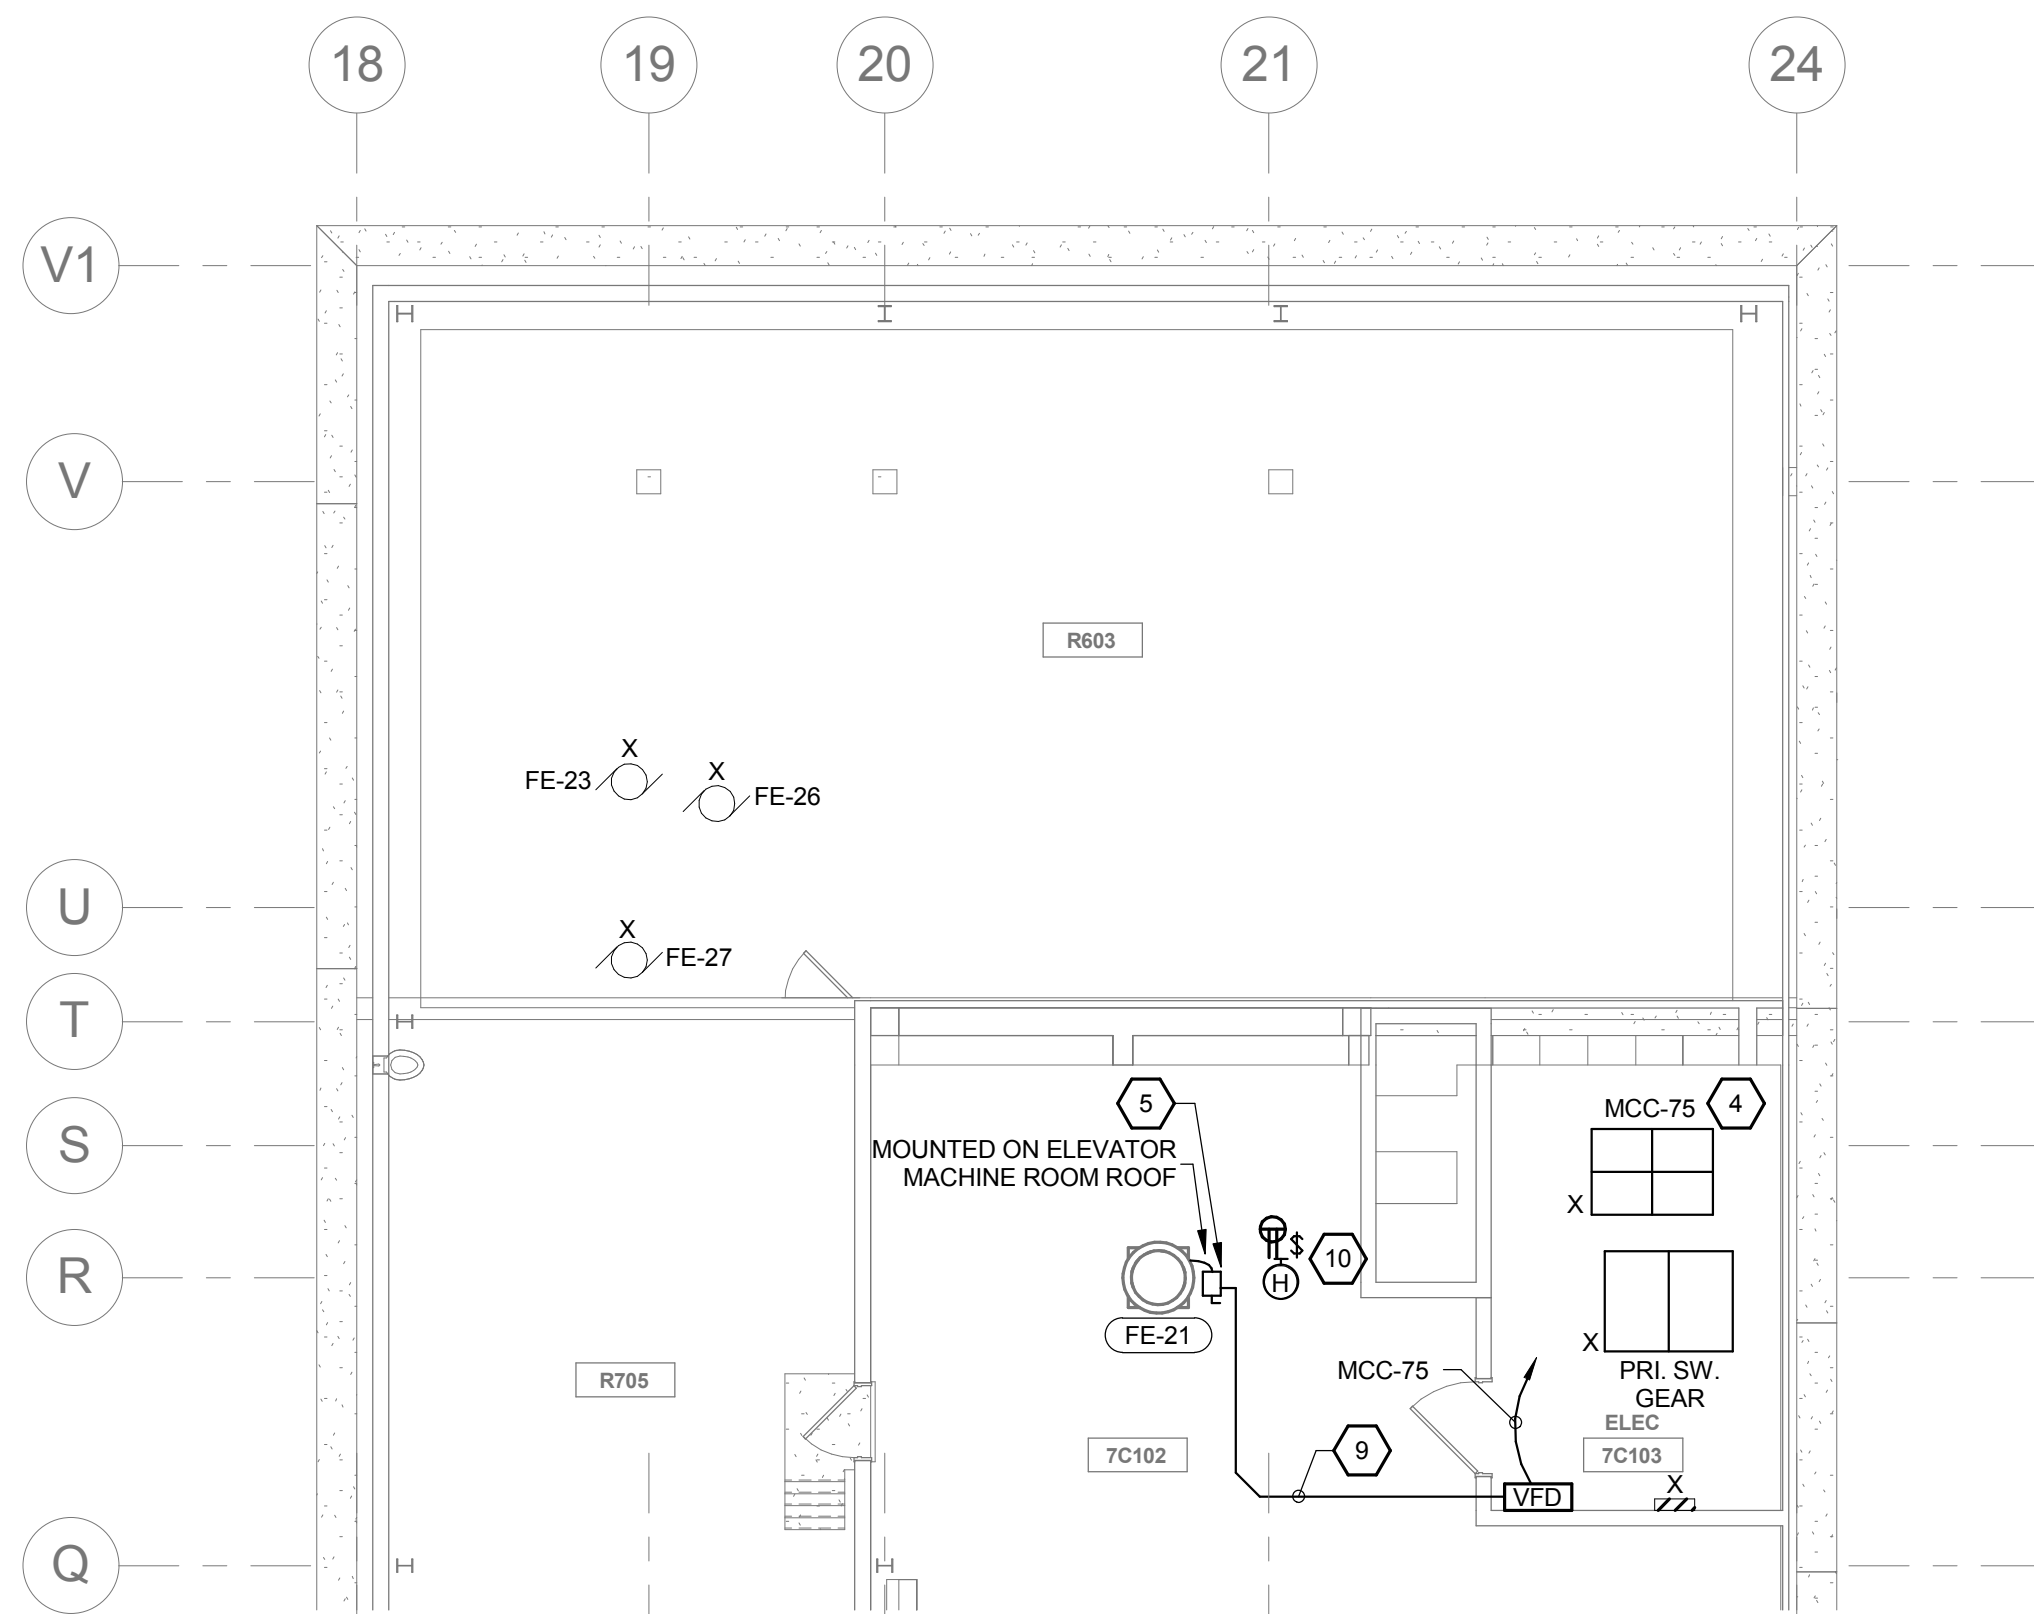 18
19
20
21
24
V1
V
R603
X
FE-23
X
FE-26
U
X
FE-27
T
5
MCC-75
4
S
MOUNTED ON ELEVATOR
MACHINE ROOM ROOF
X
$
10
H
R
FE-21
X
MCC-75
PRI. SW.
GEAR
R705
ELEC
9
7C102
7C103
X
VFD
Q